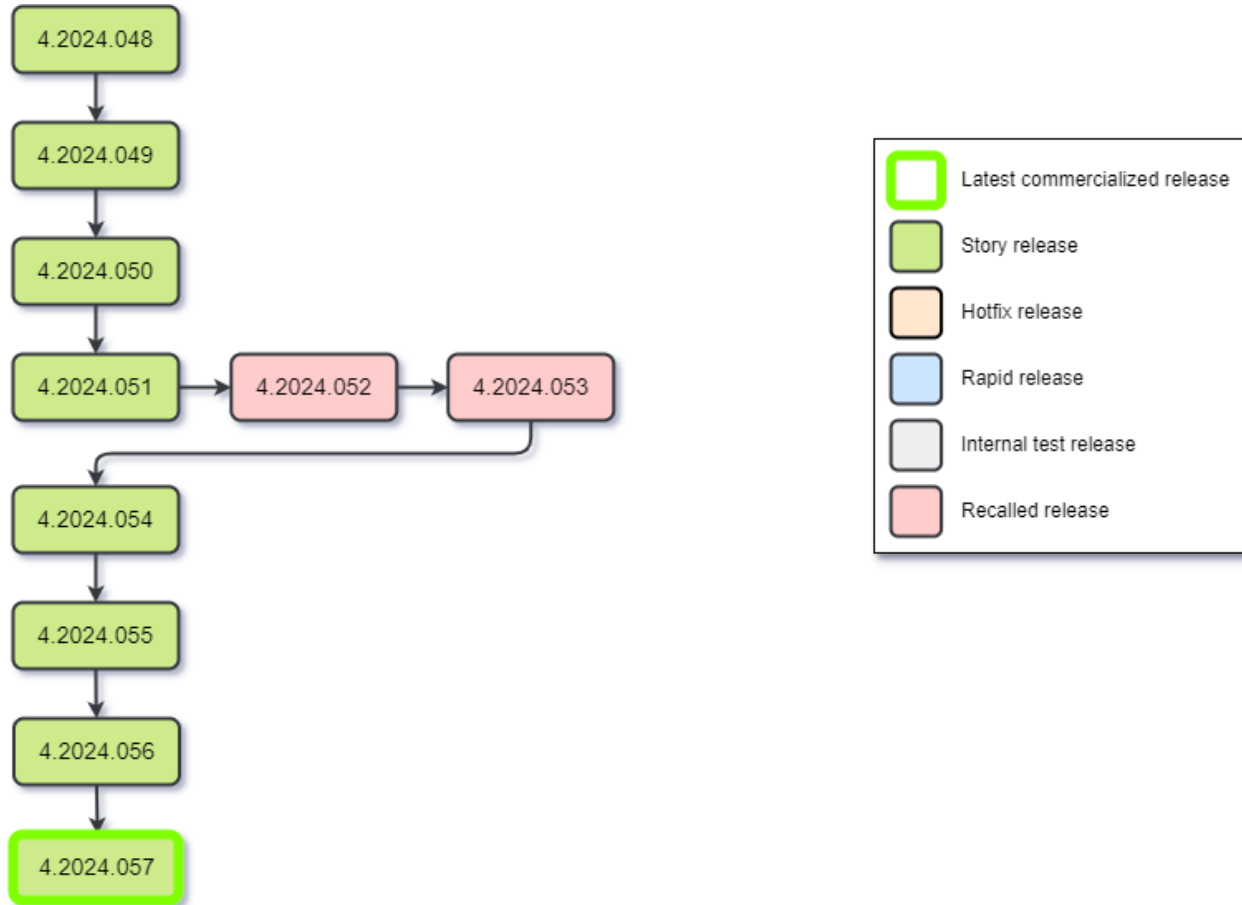 4.2024.048
4.2024.049
4.2024.050
4.2024.051
4.2024.052
4.2024.053
4.2024.054
4.2024.055
4.2024.056
4.2024.057
Latest commercialized release
Story release
Hotfix release
Rapid release
Internal test release
Recalled release